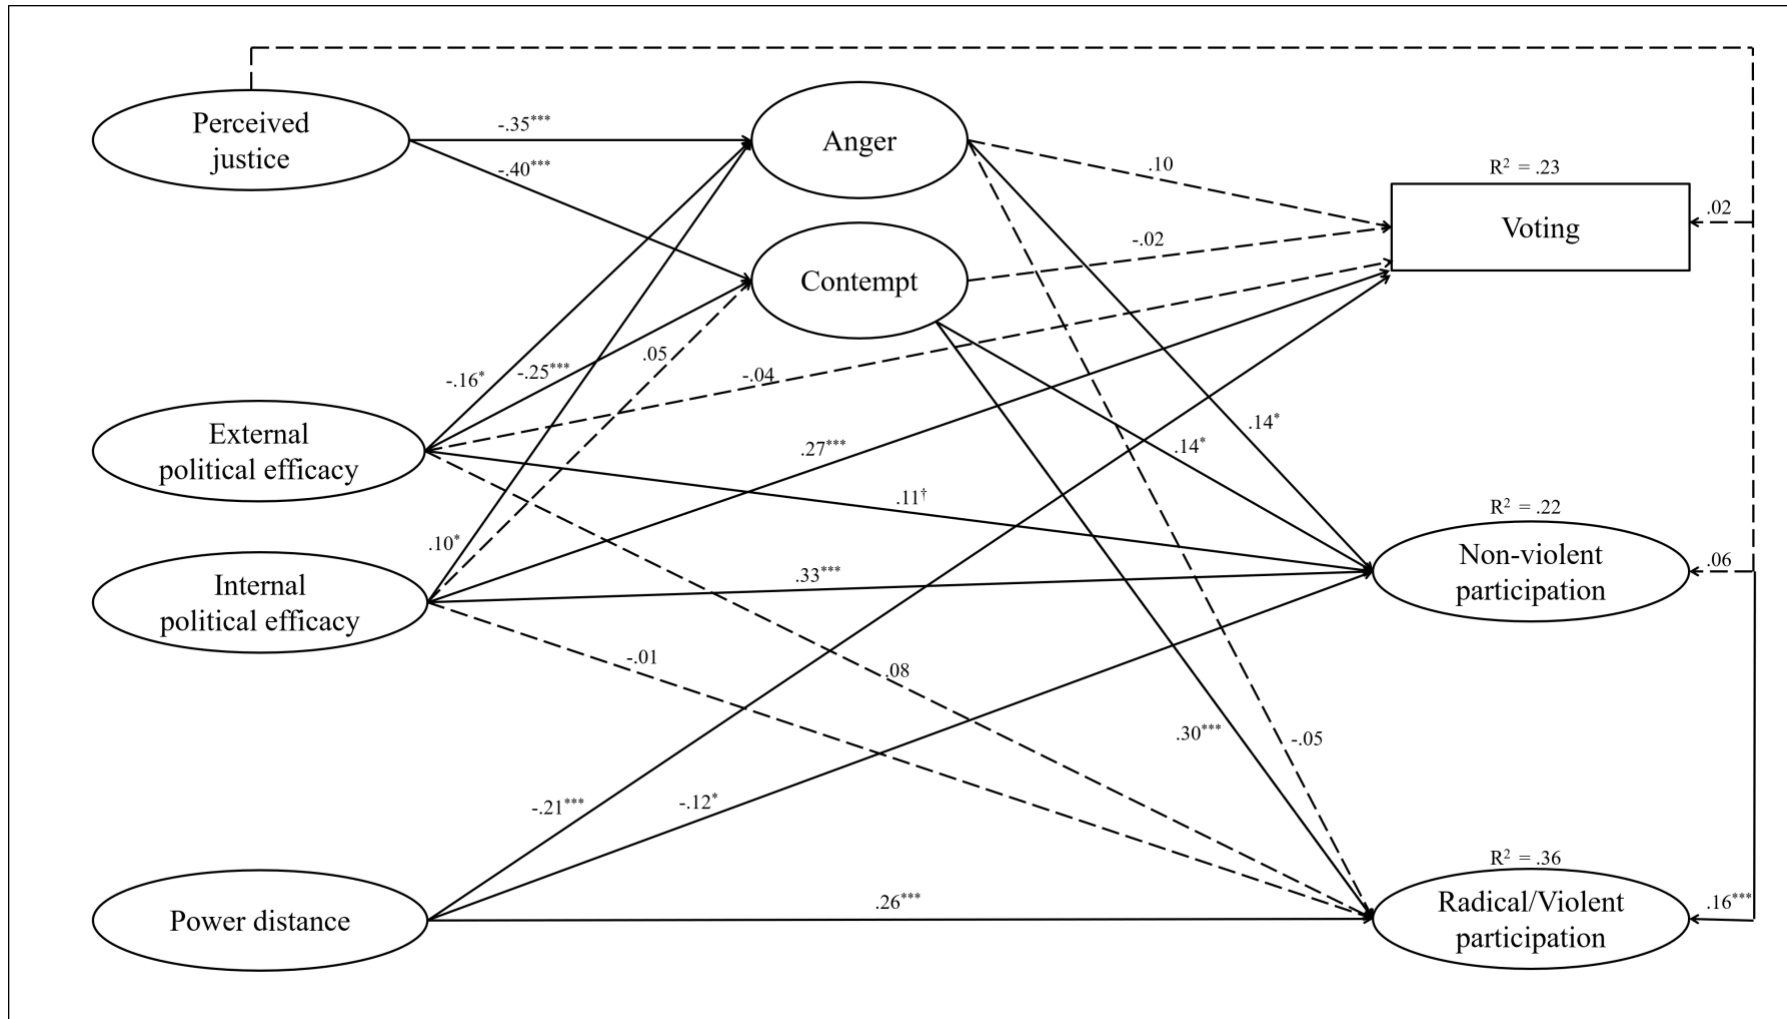 Perceived
justice
-.35***
-.40***
Anger
.10
R² = .23
Voting
.02
Contempt
-.02
External
political efficacy
-.16*
-.25***
.05
-.04
.14*
.14*
.27***
.11†
Internal
political efficacy
.10*
.33***
R² = .22
Non-violent
participation
.06
-.01
.08
.30***
-.05
-.21***
-.12*
Power distance
.26***
R² = .36
Radical/Violent
participation
.16***